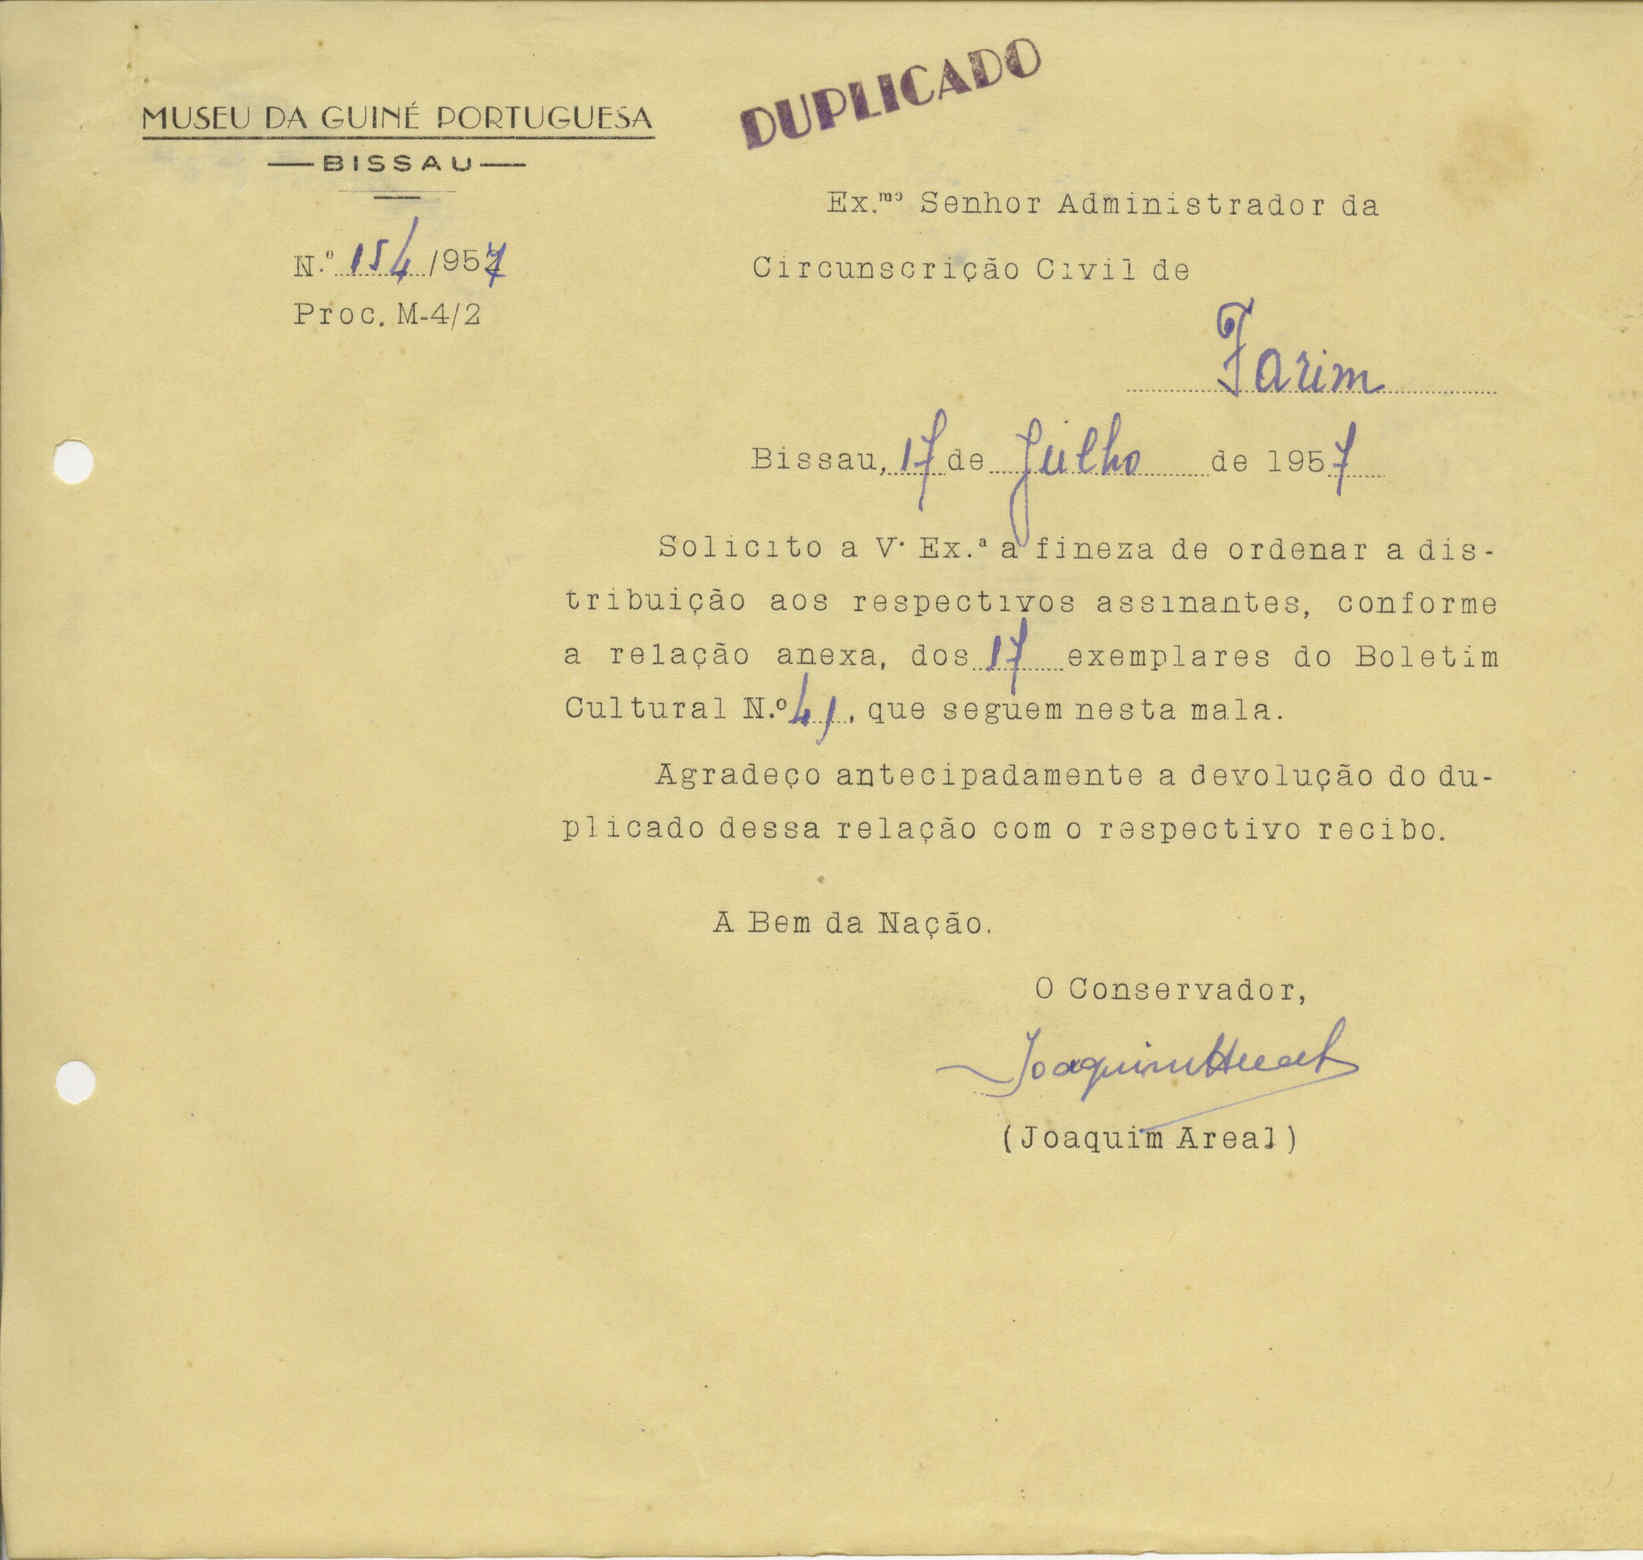 MUSEU DA GUINÉ PORTUGUESA
BISSAU
DUPLICADO
N.º 154/957
Proc. M-4/2
Ex.mo Senhor Administrador da
Circunscrição Civil de
Farim
Bissau, 17 de Julho de 1957
Solicito a V. Ex.ª a fineza de ordenar a dis-
tribuição aos respectivos assinantes, conforme
a relação anexa, dos 17 exemplares do Boletim
Cultural N.º 41, que seguem nesta mala.
Agradeço antecipadamente a devolução do du-
plicado dessa relação com o respectivo recibo.
A Bem da Nação.
O Conservador,
Joaquim Areal
(Joaquim Areal)